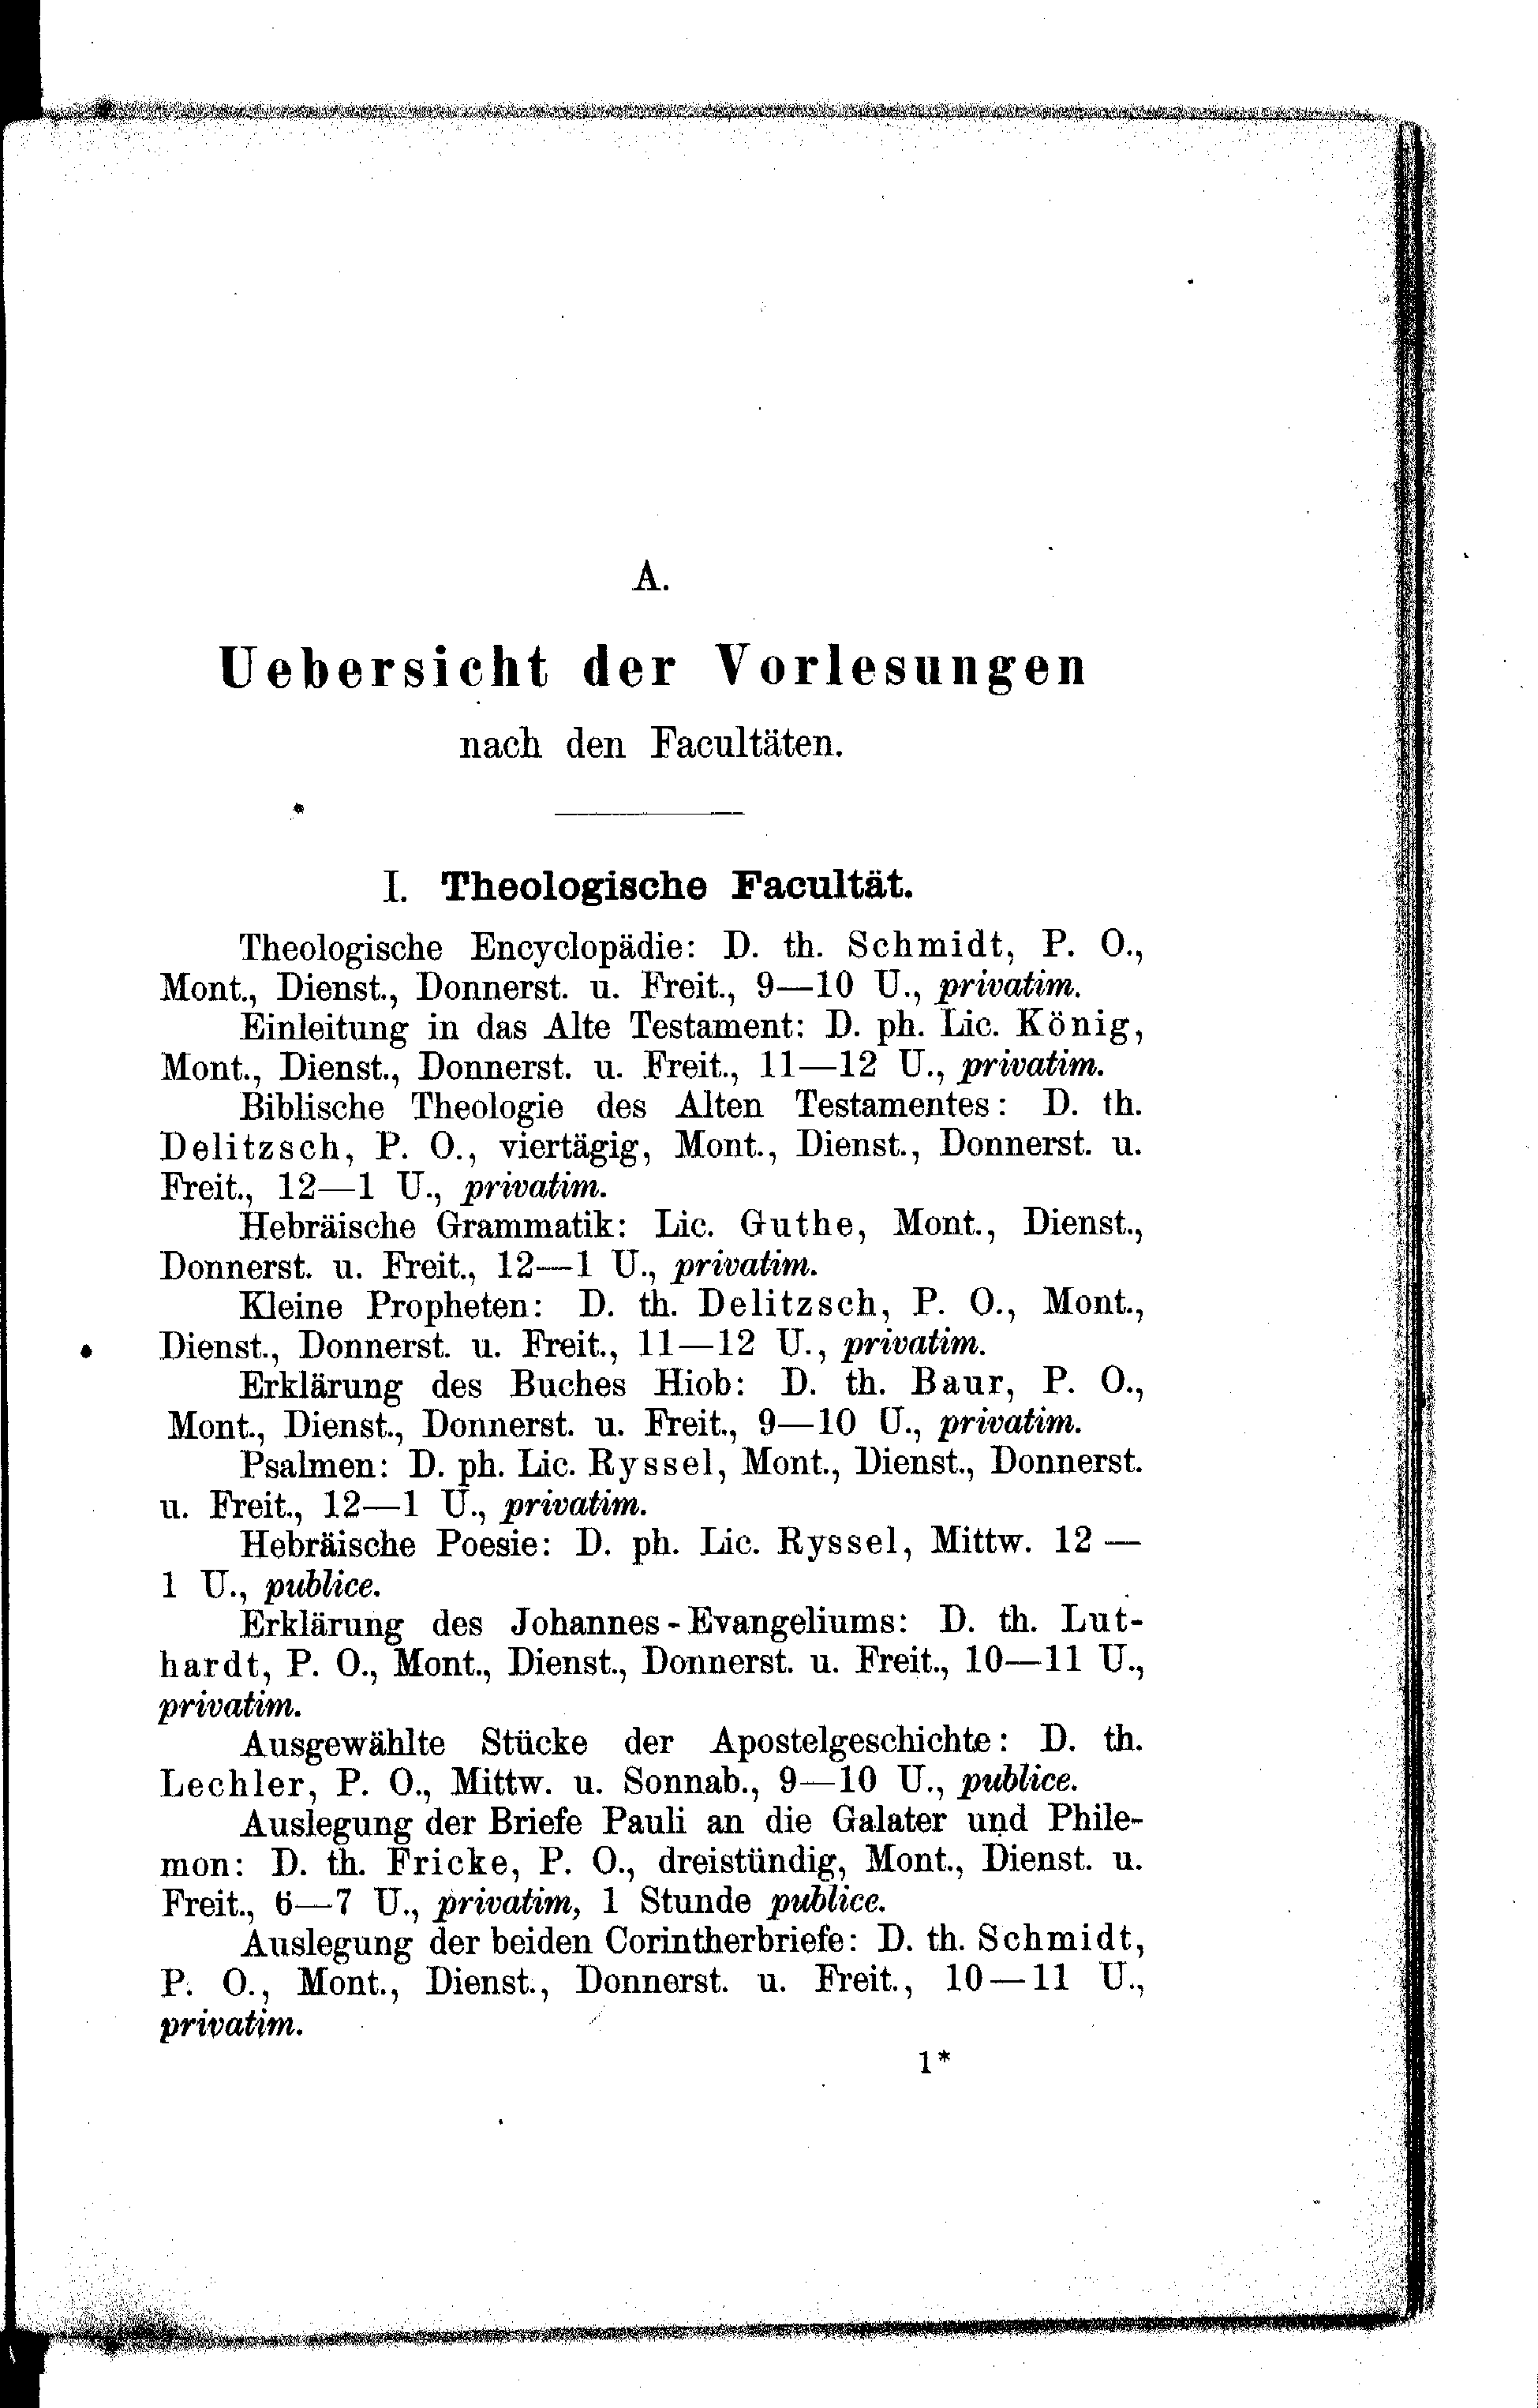 A.
Uebersicht der Vorlesungen
nach den Facultäten.
I. Theologische Facultät.
Theologische Encyclopädie: D. th. Schmidt, P. O.,
Mont., Dienst., Donnerst. u. Freit., 9—10 U., privatim.
Einleitung in das Alte Testament: D. ph. Lic. König,
Mont., Dienst., Donnerst. u. Freit., 11—12 U., privatim.
Biblische Theologie des Alten Testamentes: D. th.
Delitzsch, P. O., viertägig, Mont., Dienst., Donnerst. u.
Freit., 12—1 U., privatim.
Hebräische Grammatik: Lic. Guthe, Mont., Dienst.,
Donnerst. u. Freit., 12—1 U., privatim.
Kleine Propheten: D. th. Delitzsch, P. O., Mont.,
Dienst., Donnerst. u. Freit., 11—12 U., privatim.
Erklärung des Buches Hiob: D. th. Baur, P. O.,
Mont., Dienst., Donnerst. u. Freit., 9—10 U., privatim.
Psalmen: D. ph. Lic. Ryssel, Mont., Dienst., Donnerst.
u. Freit., 12—1 U., privatim.
Hebräische Poesie: D. ph. Lic. Ryssel, Mittw. 12 —
1 U., publice.
Erklärung des Johannes-Evangeliums: D. th. Lut-
hardt, P. O., Mont., Dienst., Donnerst. u. Freit., 10—11 U.,
privatim.
Ausgewählte Stücke der Apostelgeschichte: D. th.
Lechler, P. O., Mittw. u. Sonnab., 9—10 U., publice.
Auslegung der Briefe Pauli an die Galater und Phile-
mon: D. th. Fricke, P. O., dreistündig, Mont., Dienst. u.
Freit., 6—7 U., privatim, 1 Stunde publice.
Auslegung der beiden Corintherbriefe: D. th. Schmidt,
P. O., Mont., Dienst., Donnerst. u. Freit., 10—11 U.,
privatim.
1*